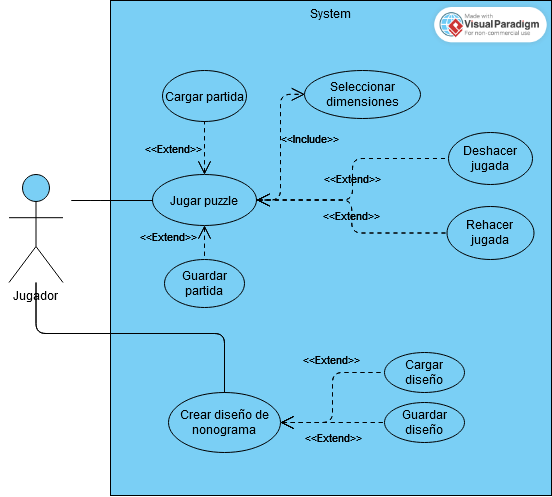 System
Made with
Visual Paradigm
For non-commercial use
Cargar partida
Seleccionar
dimensiones
<<Include>>
<<Extend>>
Deshacer
jugada
<<Extend>>
Jugar puzzle
<<Extend>>
Rehacer
jugada
<<Extend>>
Guardar
partida
Jugador
Cargar
diseño
<<Extend>>
Crear diseño de
nonograma
Guardar
diseño
<<Extend>>